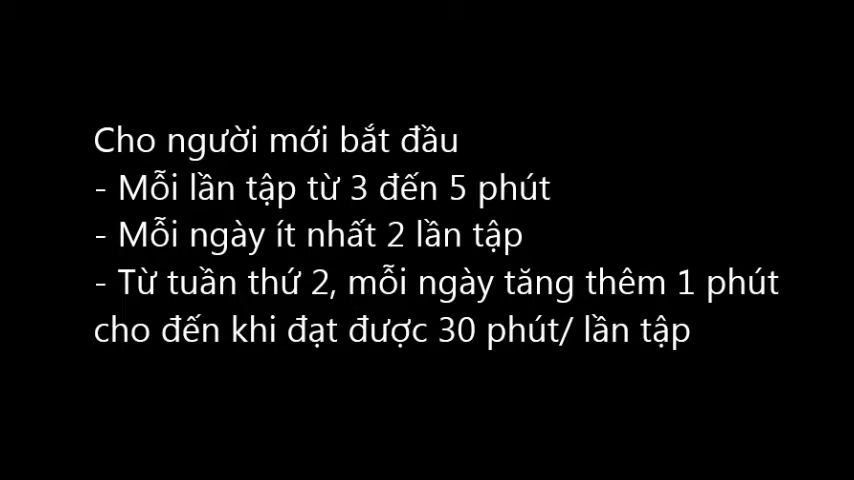 Cho người mới bắt đầu
- Mỗi lần tập từ 3 đến 5 phút
- Mỗi ngày ít nhất 2 lần tập
- Từ tuần thứ 2, mỗi ngày tăng thêm 1 phút
cho đến khi đạt được 30 phút/ lần tập